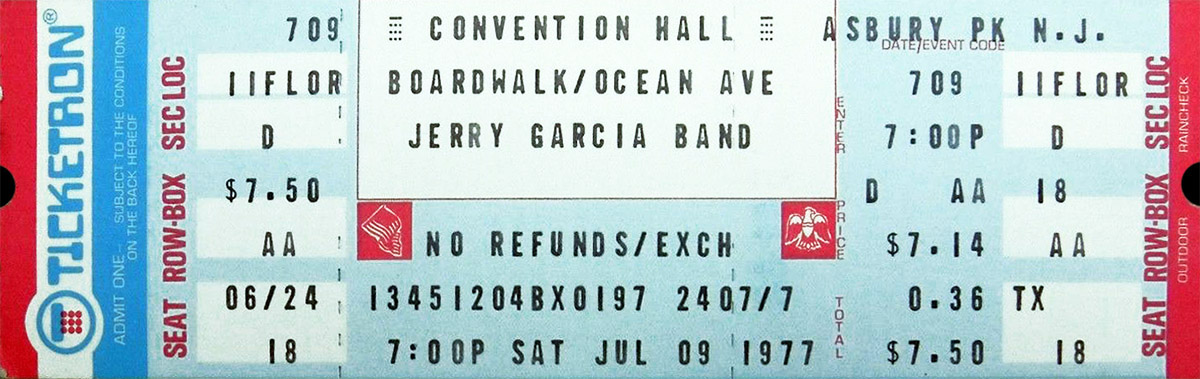 TICKETRON®
ADMIT ONE— SUBJECT TO THE CONDITIONS
ON THE BACK HEREOF
SEAT ROW-BOX SEC LOC
709
IIFLOR
D
$7.50
AA
06/24
18
CONVENTION HALL
BOARDWALK/OCEAN AVE
JERRY GARCIA BAND
NO REFUNDS/EXCH
13451204BX0197 2407/7
7:00P SAT JUL 09 1977
ASBURY PK N.J.
DATE/EVENT CODE
709 IIFLOR
ENTER
7:00P D
D AA 18
PRICE
$7.14 AA
0.36 TX
TOTAL
$7.50 18
SEAT ROW-BOX SEC LOC
OUTDOOR RAINCHECK